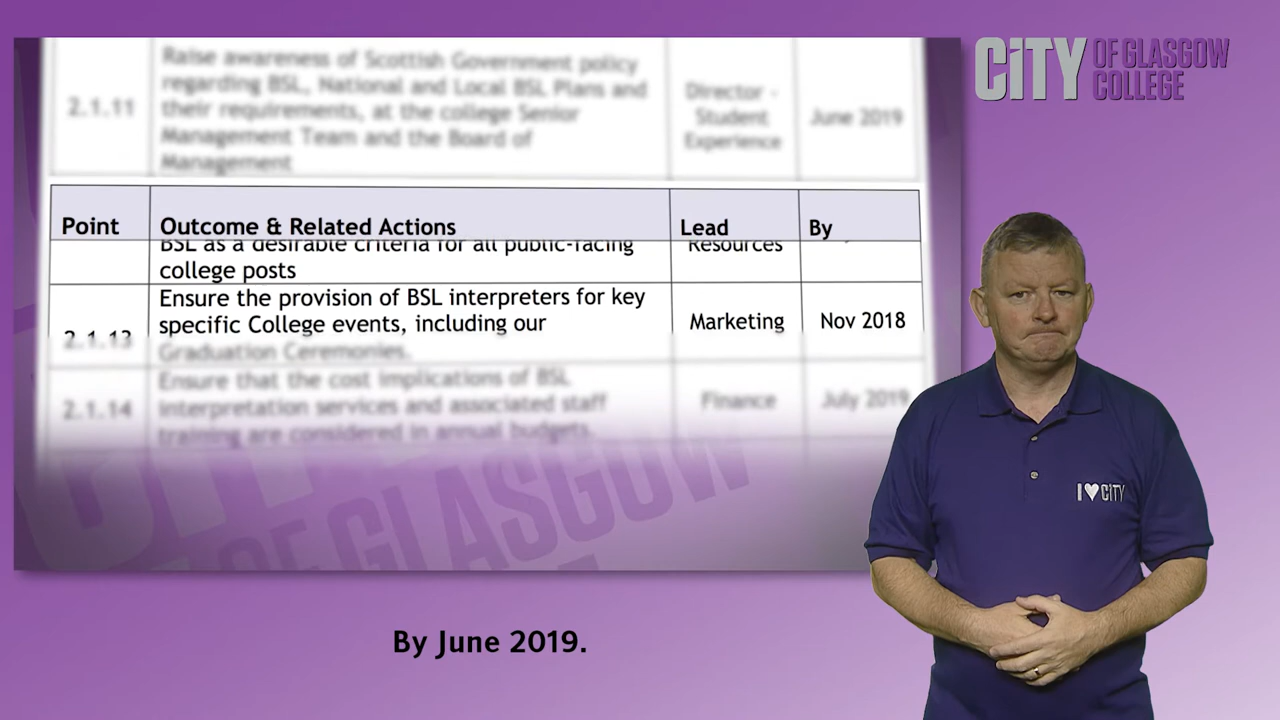 CiTY OF GLASGOW COLLEGE
Raise awareness of Scottish Government policy
regarding BSL, National and Local BSL Plans and
their requirements, at the college Senior
Management Team and the Board of
Management
2.1.11
Director -
Student
Experience
June 2019
Point
Outcome & Related Actions
Lead
By
BSL as a desirable criteria for all public-facing
college posts
Resources
2.1.13
Ensure the provision of BSL interpreters for key
specific College events, including our
Graduation Ceremonies.
Marketing
Nov 2018
2.1.14
Ensure that the cost implications of BSL
interpretation services and associated staff
training are considered in annual budgets.
Finance
July 2019
CITY
OF GLASGOW
I ♥ CiTY
By June 2019.